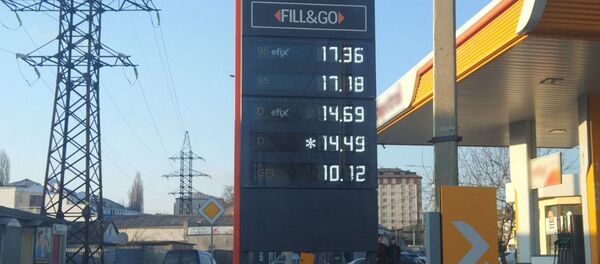 FILL&GO
95 efix 17.36
95 17.18
D efix 14.69
D * 14.49
GPL 10.12